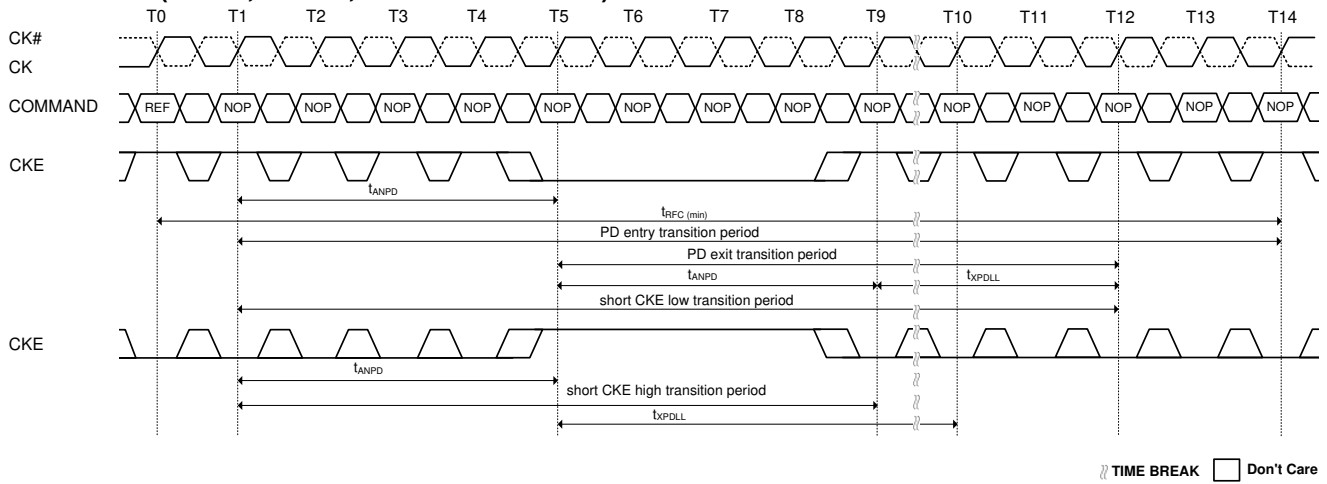 T0 T1 T2 T3 T4 T5 T6 T7 T8 T9 T10 T11 T12 T13 T14
CK#
CK
COMMAND REF NOP NOP NOP NOP NOP NOP NOP NOP NOP NOP NOP NOP NOP NOP
CKE
tANPD
tRFC (min)
PD entry transition period
PD exit transition period
tANPD tXPDLL
short CKE low transition period
CKE
tANPD
short CKE high transition period
tXPDLL
TIME BREAK Don't Care